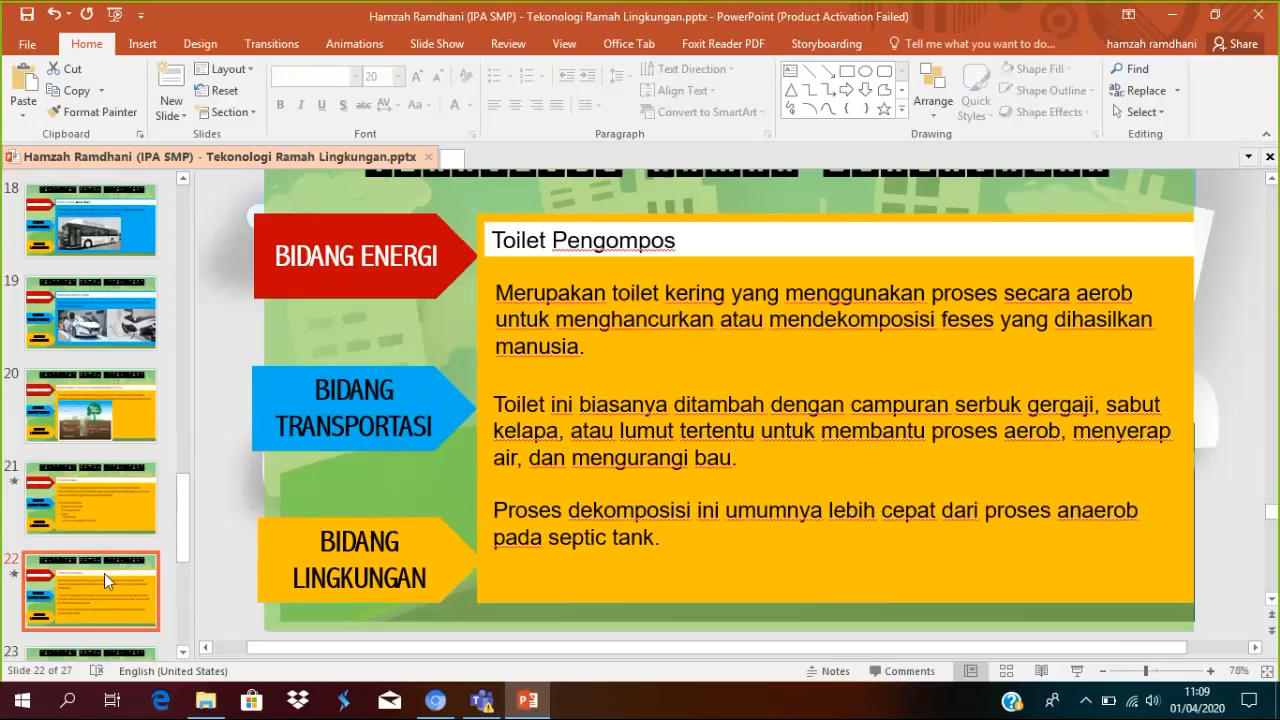 Hamzah Ramdhani (IPA SMP) - Tekonologi Ramah Lingkungan.pptx - PowerPoint (Product Activation Failed)
File Home Insert Design Transitions Animations Slide Show Review View Office Tab Foxit Reader PDF Storyboarding Tell me what you want to do... hamzah ramdhani Share
Paste
Cut
Copy
Format Painter
Clipboard
New Slide
Layout
Reset
Section
Slides
20
Font
Text Direction
Align Text
Convert to SmartArt
Paragraph
Arrange
Quick Styles
Shape Fill
Shape Outline
Shape Effects
Drawing
Find
Replace
Select
Editing
Hamzah Ramdhani (IPA SMP) - Tekonologi Ramah Lingkungan.pptx
18
19
20
21
22
23
BIDANG ENERGI
BIDANG
TRANSPORTASI
BIDANG
LINGKUNGAN
Toilet Pengompos
Merupakan toilet kering yang menggunakan proses secara aerob
untuk menghancurkan atau mendekomposisi feses yang dihasilkan
manusia.
Toilet ini biasanya ditambah dengan campuran serbuk gergaji, sabut
kelapa, atau lumut tertentu untuk membantu proses aerob, menyerap
air, dan mengurangi bau.
Proses dekomposisi ini umumnya lebih cepat dari proses anaerob
pada septic tank.
Slide 22 of 27 English (United States) Notes Comments 78%
11:09
01/04/2020